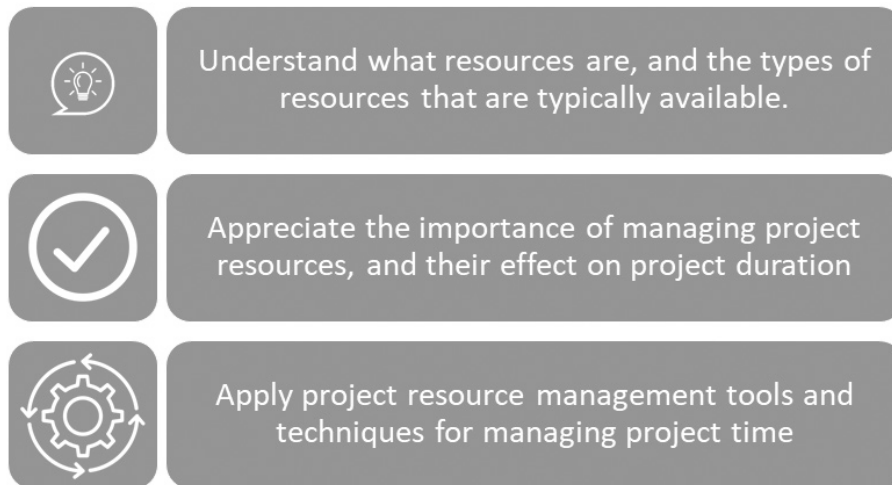 Understand what resources are, and the types of
resources that are typically available.
Appreciate the importance of managing project
resources, and their effect on project duration
Apply project resource management tools and
techniques for managing project time